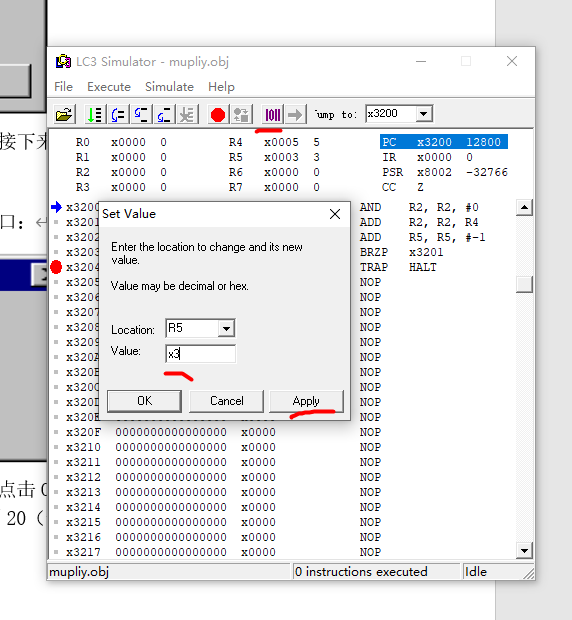 LC3 Simulator - mupliy.obj
File Execute Simulate Help
Jump to: x3200
接下来
R0 x0000 0 R4 x0005 5 PC x3200 12800
R1 x0000 0 R5 x0003 3 IR x0000 0
R2 x0000 0 R6 x0000 0 PSR x8002 -32766
R3 x0000 0 R7 x0000 0 CC Z
口：
x3200 AND R2, R2, #0
x3201 ADD R2, R2, R4
x3202 ADD R5, R5, #-1
x3203 BRZP x3201
x3204 TRAP HALT
x3205 NOP
x3206 NOP
x3207 NOP
x3208 NOP
x3209 NOP
x320A NOP
x320B NOP
x320C NOP
x320D NOP
x320E NOP
x320F 0000000000000000 x0000 NOP
x3210 0000000000000000 x0000 NOP
x3211 0000000000000000 x0000 NOP
x3212 0000000000000000 x0000 NOP
x3213 0000000000000000 x0000 NOP
x3214 0000000000000000 x0000 NOP
x3215 0000000000000000 x0000 NOP
x3216 0000000000000000 x0000 NOP
x3217 0000000000000000 x0000 NOP
Set Value
Enter the location to change and its new
value.
Value may be decimal or hex.
Location: R5
Value: x3
OK Cancel Apply
点击
20（
mupliy.obj 0 instructions executed Idle